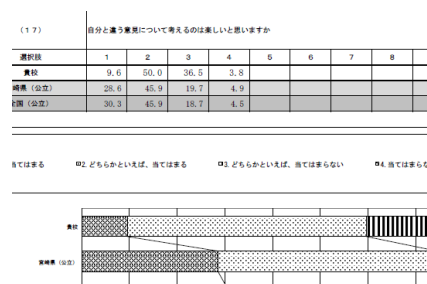 (17) 自分と違う意見について考えるのは楽しいと思いますか
選択肢 1 2 3 4 5 6 7 8
貴校 9.6 50.0 36.5 3.8
崎県（公立） 28.6 45.9 19.7 4.9
国（公立） 30.3 45.9 18.7 4.5
当てはまる 2.どちらかといえば、当てはまる 3.どちらかといえば、当てはまらない 4.当てはまらな
貴校
宮崎県（公立）